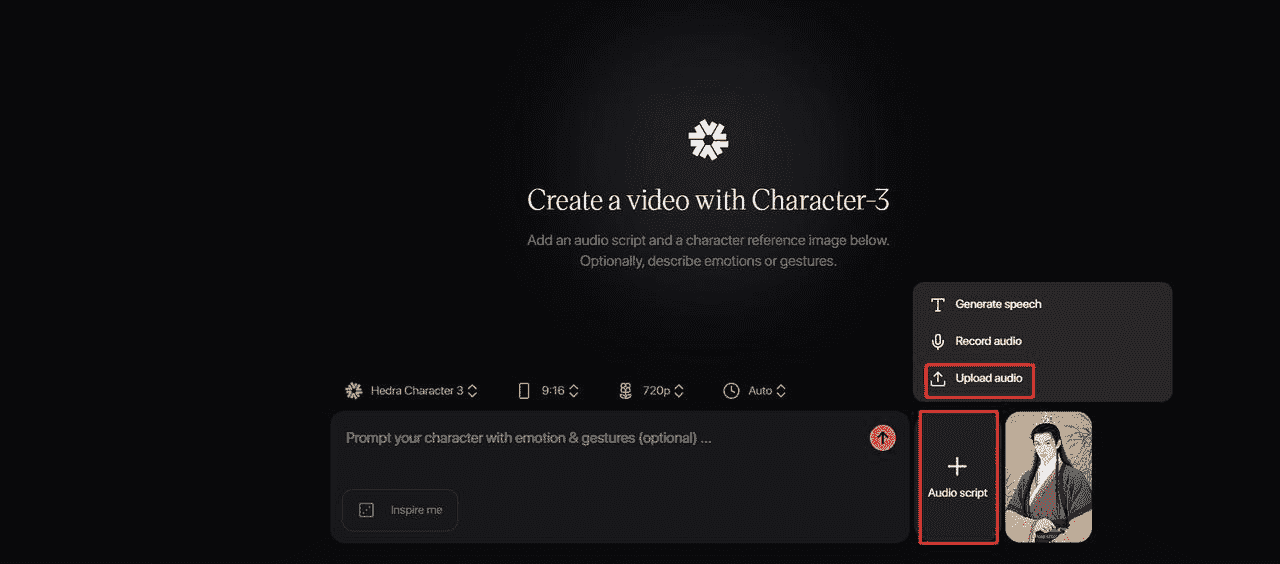 Create a video with Character-3
Add an audio script and a character reference image below.
Optionally, describe emotions or gestures.
Generate speech
Record audio
Upload audio
Hedra Character 3
9:16
720p
Auto
Prompt your character with emotion & gestures (optional) ...
Inspire me
Audio script